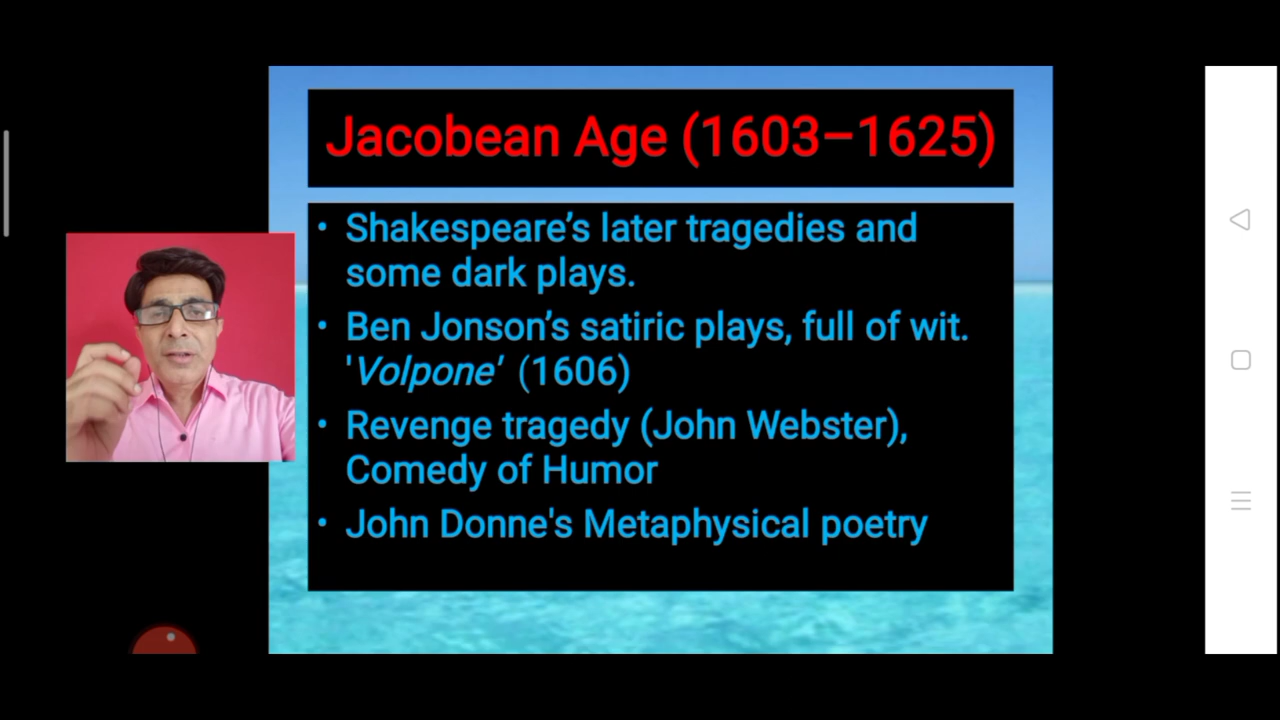 Jacobean Age (1603–1625)
• Shakespeare’s later tragedies and
some dark plays.
• Ben Jonson’s satiric plays, full of wit.
'Volpone’ (1606)
• Revenge tragedy (John Webster),
Comedy of Humor
• John Donne's Metaphysical poetry